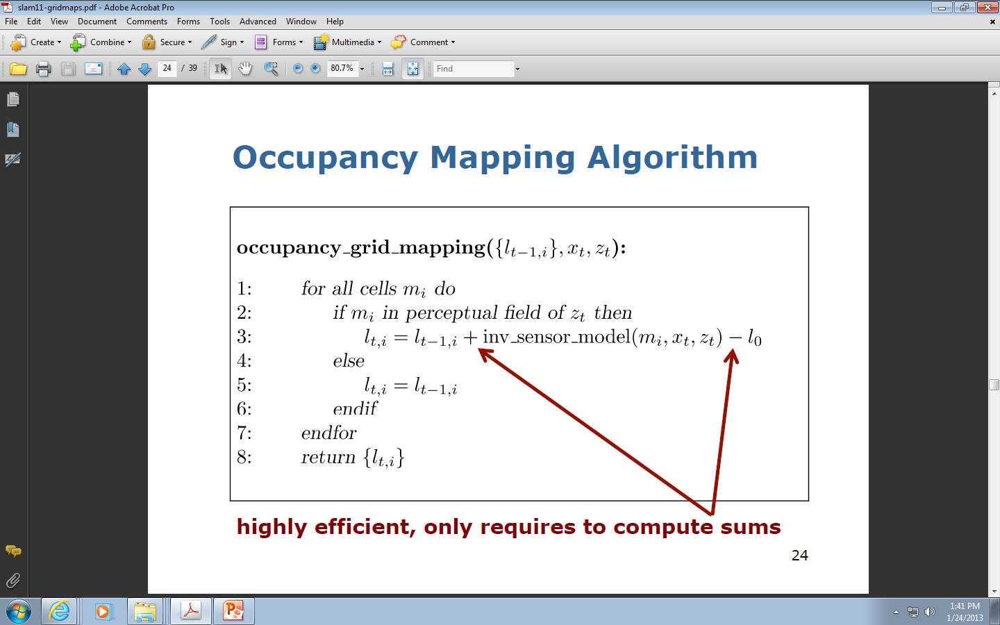 slam11-gridmaps.pdf - Adobe Acrobat Pro
File Edit View Document Comments Forms Tools Advanced Window Help
Create Combine Secure Sign Forms Multimedia Comment
24 / 39 80.7% Find
Occupancy Mapping Algorithm
occupancy_grid_mapping({l_{t−1,i}}, x_t, z_t):
1: for all cells m_i do
2: if m_i in perceptual field of z_t then
3: l_{t,i} = l_{t−1,i} + inv_sensor_model(m_i, x_t, z_t) − l_0
4: else
5: l_{t,i} = l_{t−1,i}
6: endif
7: endfor
8: return {l_{t,i}}
highly efficient, only requires to compute sums
24
1:41 PM
1/24/2013